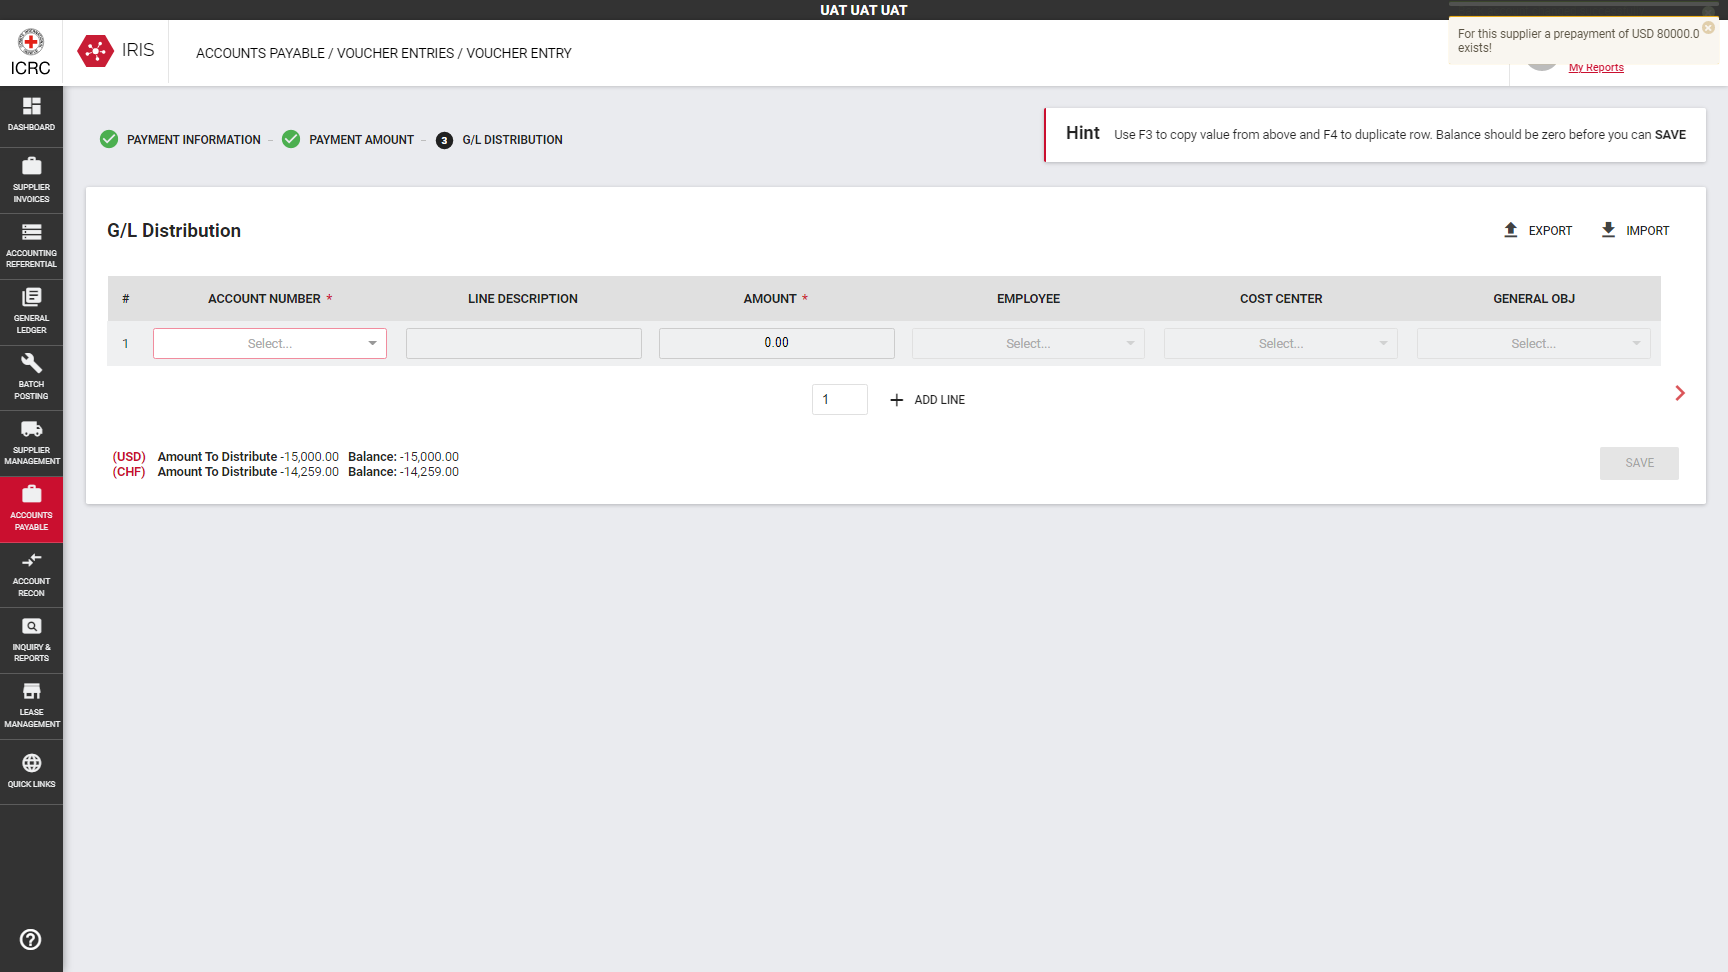 UAT UAT UAT
ICRC
IRIS
ACCOUNTS PAYABLE / VOUCHER ENTRIES / VOUCHER ENTRY
For this supplier a prepayment of USD 80000.0
exists!
My Reports
DASHBOARD
SUPPLIER
INVOICES
ACCOUNTING
REFERENTIAL
GENERAL
LEDGER
BATCH
POSTING
SUPPLIER
MANAGEMENT
ACCOUNTS
PAYABLE
ACCOUNT
RECON
INQUIRY &
REPORTS
LEASE
MANAGEMENT
QUICK LINKS
PAYMENT INFORMATION – PAYMENT AMOUNT – 3 G/L DISTRIBUTION
Hint Use F3 to copy value from above and F4 to duplicate row. Balance should be zero before you can SAVE
G/L Distribution
EXPORT IMPORT
# ACCOUNT NUMBER * LINE DESCRIPTION AMOUNT * EMPLOYEE COST CENTER GENERAL OBJ
1 Select... 0.00 Select... Select... Select...
1 + ADD LINE
(USD) Amount To Distribute -15,000.00 Balance: -15,000.00
(CHF) Amount To Distribute -14,259.00 Balance: -14,259.00
SAVE